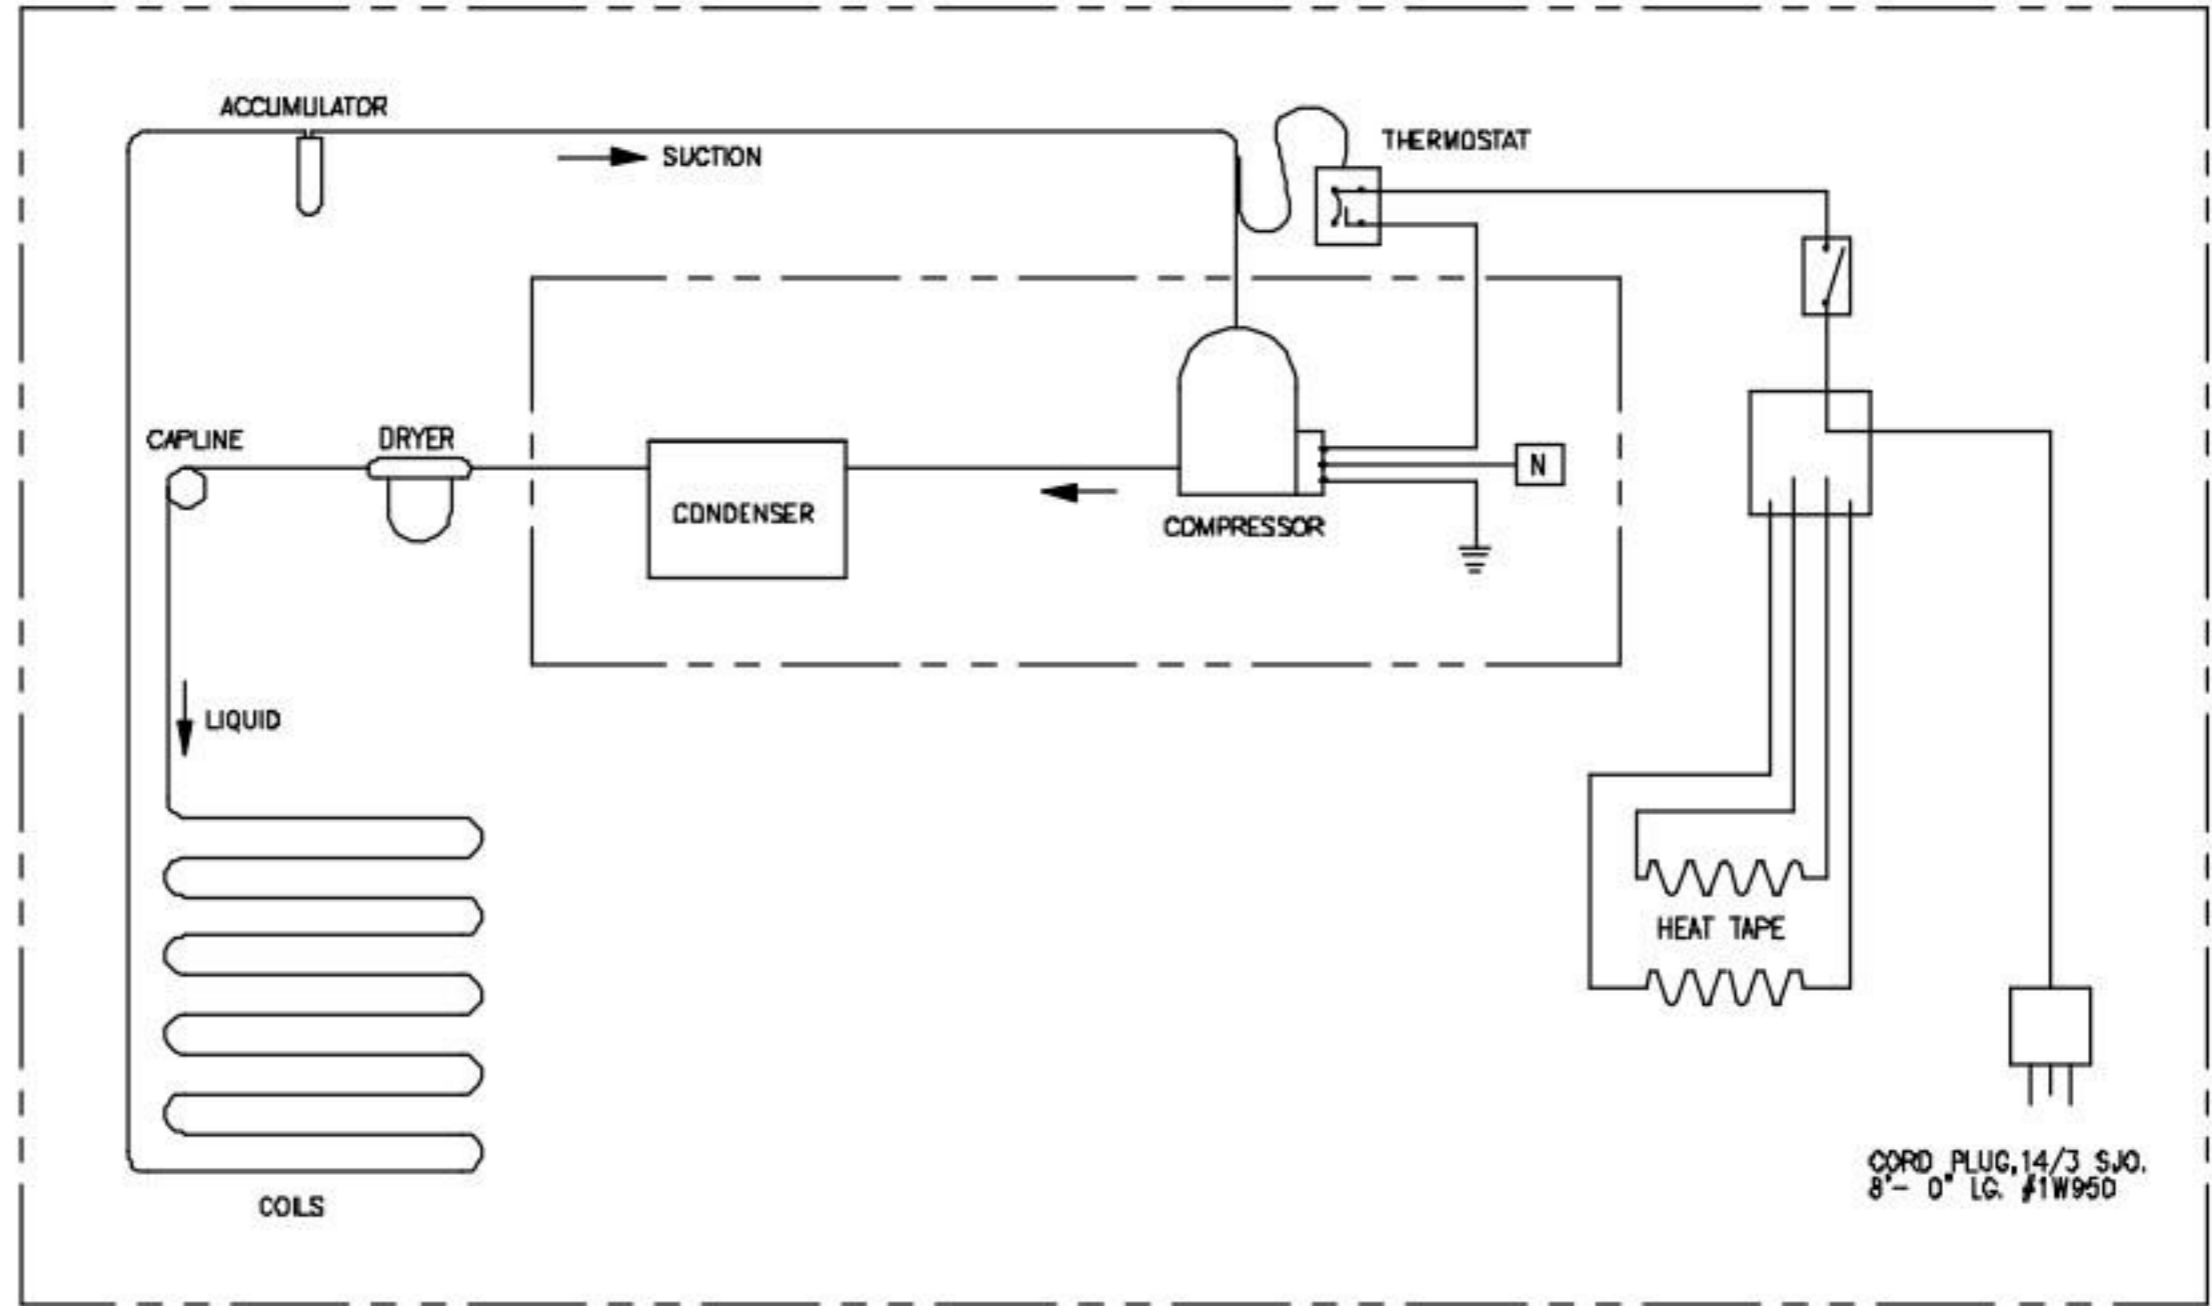 ACCUMULATOR
SUCTION
THERMOSTAT
CAPLINE
DRYER
CONDENSER
COMPRESSOR
N
LIQUID
HEAT TAPE
COILS
CORD PLUG,14/3 SJO.
8'- 0" LG. #1W950